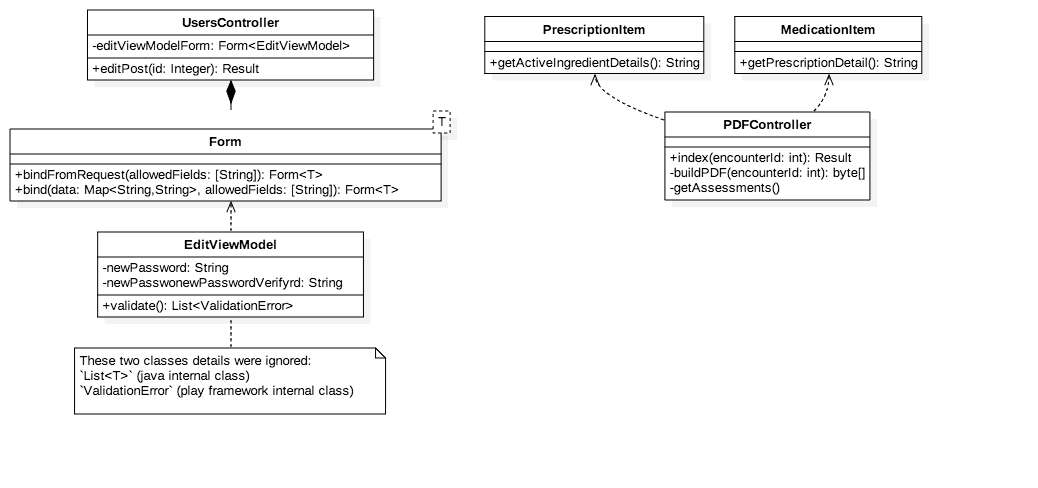 UsersController
-editViewModelForm: Form<EditViewModel>
+editPost(id: Integer): Result
T
Form
+bindFromRequest(allowedFields: [String]): Form<T>
+bind(data: Map<String,String>, allowedFields: [String]): Form<T>
EditViewModel
-newPassword: String
-newPasswonewPasswordVerifyrd: String
+validate(): List<ValidationError>
These two classes details were ignored:
`List<T>` (java internal class)
`ValidationError` (play framework internal class)
PrescriptionItem
+getActiveIngredientDetails(): String
MedicationItem
+getPrescriptionDetail(): String
PDFController
+index(encounterId: int): Result
-buildPDF(encounterId: int): byte[]
-getAssessments()